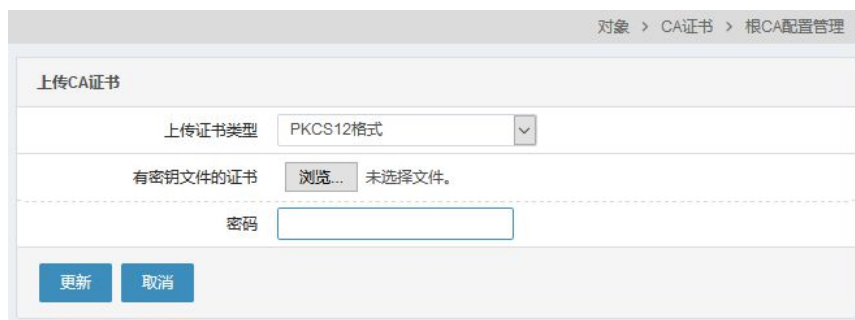 对象 > CA证书 > 根CA配置管理
上传CA证书
上传证书类型 PKCS12格式
有密钥文件的证书 浏览... 未选择文件。
密码
更新 取消